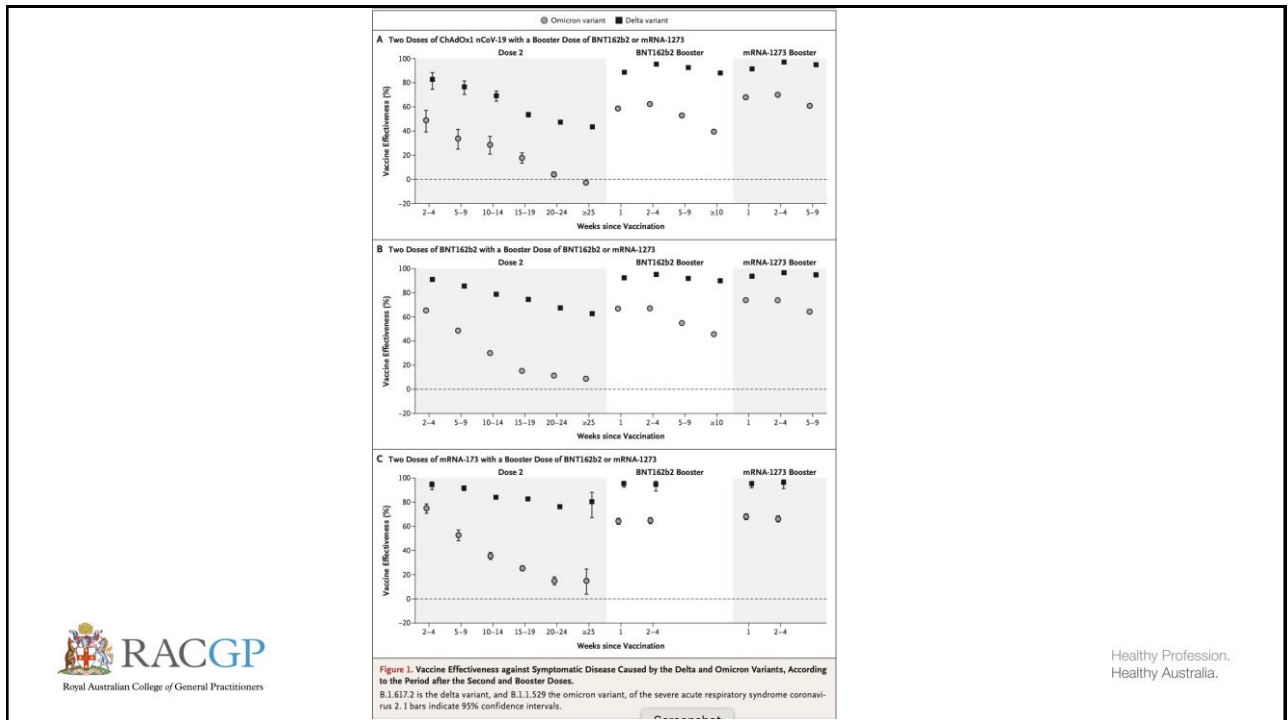 Omicron variant Delta variant
A Two Doses of ChAdOx1 nCoV-19 with a Booster Dose of BNT162b2 or mRNA-1273
Dose 2 BNT162b2 Booster mRNA-1273 Booster
Vaccine Effectiveness (%)
100
80
60
40
20
0
-20
2–4 5–9 10–14 15–19 20–24 ≥25 1 2–4 5–9 ≥10 1 2–4 5–9
Weeks since Vaccination
B Two Doses of BNT162b2 with a Booster Dose of BNT162b2 or mRNA-1273
Dose 2 BNT162b2 Booster mRNA-1273 Booster
Vaccine Effectiveness (%)
100
80
60
40
20
0
-20
2–4 5–9 10–14 15–19 20–24 ≥25 1 2–4 5–9 ≥10 1 2–4 5–9
Weeks since Vaccination
C Two Doses of mRNA-173 with a Booster Dose of BNT162b2 or mRNA-1273
Dose 2 BNT162b2 Booster mRNA-1273 Booster
Vaccine Effectiveness (%)
100
80
60
40
20
0
-20
2–4 5–9 10–14 15–19 20–24 ≥25 1 2–4 1 2–4
Weeks since Vaccination
Figure 1. Vaccine Effectiveness against Symptomatic Disease Caused by the Delta and Omicron Variants, According
to the Period after the Second and Booster Doses.
B.1.617.2 is the delta variant, and B.1.1.529 the omicron variant, of the severe acute respiratory syndrome coronavi-
rus 2. I bars indicate 95% confidence intervals.
RACGP
Royal Australian College of General Practitioners
Healthy Profession.
Healthy Australia.